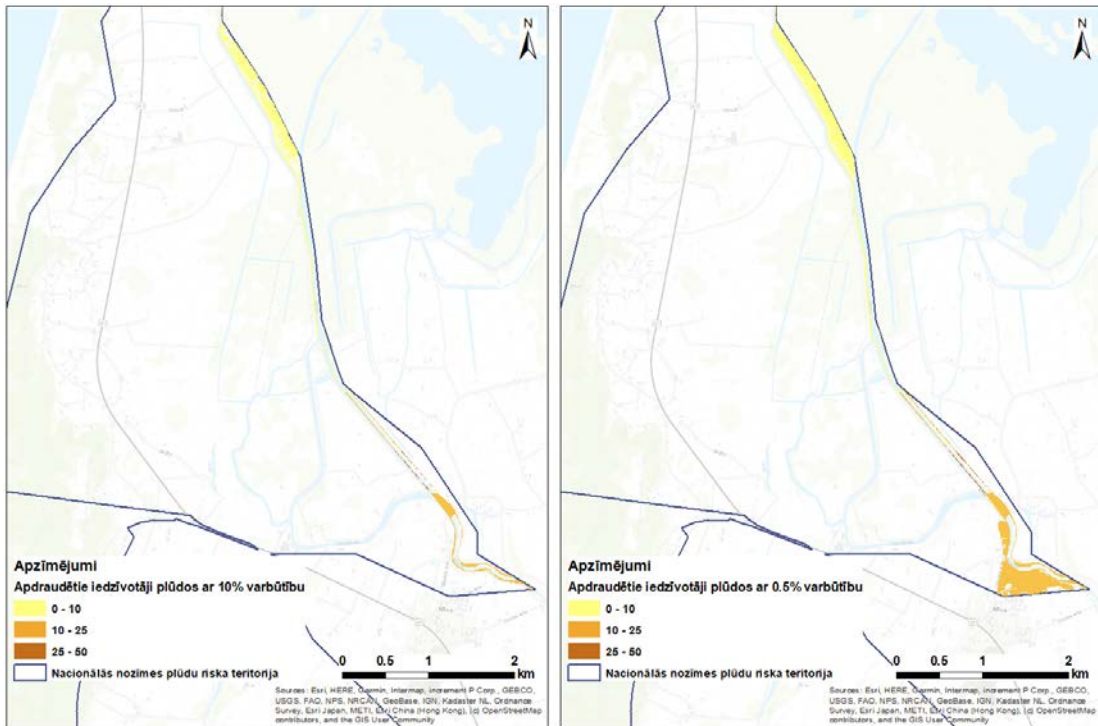 N
Apzīmējumi
Apdraudētie iedzīvotāji plūdos ar 10% varbūtību
0 - 10
10 - 25
25 - 50
Nacionālās nozīmes plūdu riska teritorija
0 0.5 1 2
km
Sources: Esri, HERE, Garmin, Intermap, increment P Corp., GEBCO,
USGS, FAO, NPS, NRCAN, GeoBase, IGN, Kadaster NL, Ordnance
Survey, Esri Japan, METI, Esri China (Hong Kong), (c) OpenStreetMap
contributors, and the GIS User Community
N
Apzīmējumi
Apdraudētie iedzīvotāji plūdos ar 0.5% varbūtību
0 - 10
10 - 25
25 - 50
Nacionālās nozīmes plūdu riska teritorija
0 0.5 1 2
km
Sources: Esri, HERE, Garmin, Intermap, increment P Corp., GEBCO,
USGS, FAO, NPS, NRCAN, GeoBase, IGN, Kadaster NL, Ordnance
Survey, Esri Japan, METI, Esri China (Hong Kong), (c) OpenStreetMap
contributors, and the GIS User Community